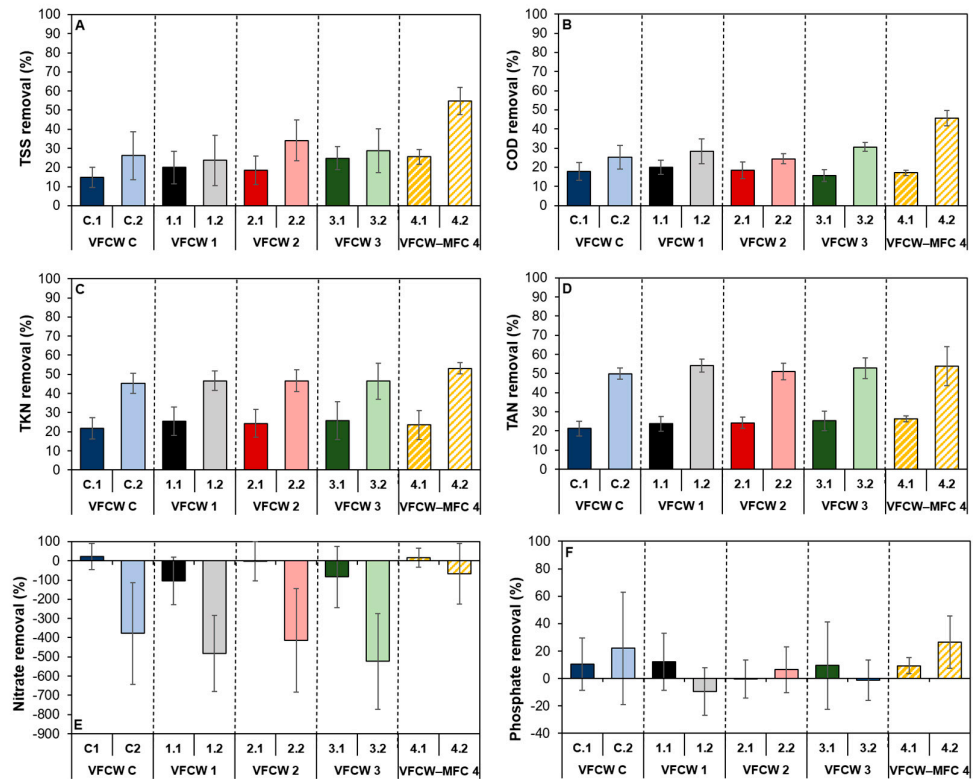 A
TSS removal (%)
100
90
80
70
60
50
40
30
20
10
0
C.1 C.2 1.1 1.2 2.1 2.2 3.1 3.2 4.1 4.2
VFCW C VFCW 1 VFCW 2 VFCW 3 VFCW–MFC 4
B
COD removal (%)
100
90
80
70
60
50
40
30
20
10
0
C.1 C.2 1.1 1.2 2.1 2.2 3.1 3.2 4.1 4.2
VFCW C VFCW 1 VFCW 2 VFCW 3 VFCW–MFC 4
C
TKN removal (%)
100
90
80
70
60
50
40
30
20
10
0
C.1 C.2 1.1 1.2 2.1 2.2 3.1 3.2 4.1 4.2
VFCW C VFCW 1 VFCW 2 VFCW 3 VFCW–MFC 4
D
TAN removal (%)
100
90
80
70
60
50
40
30
20
10
0
C.1 C.2 1.1 1.2 2.1 2.2 3.1 3.2 4.1 4.2
VFCW C VFCW 1 VFCW 2 VFCW 3 VFCW–MFC 4
Nitrate removal (%)
100
0
-100
-200
-300
-400
-500
-600
-700
-800
-900
E
C1 C2 1.1 1.2 2.1 2.2 3.1 3.2 4.1 4.2
VFCW C VFCW 1 VFCW 2 VFCW 3 VFCW–MFC 4
F
Phosphate removal (%)
100
80
60
40
20
0
-20
-40
C.1 C.2 1.1 1.2 2.1 2.2 3.1 3.2 4.1 4.2
VFCW C VFCW 1 VFCW 2 VFCW 3 VFCW–MFC 4